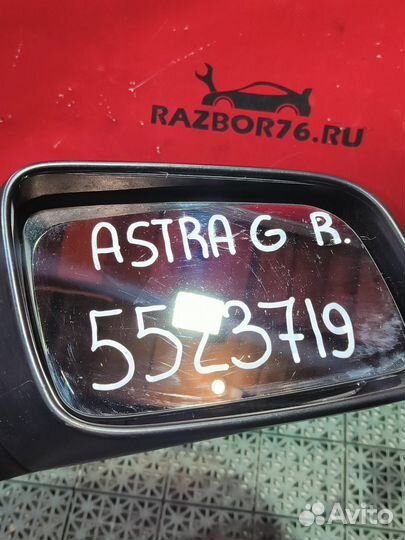 RAZBOR76.RU
ASTRA G R.
5523719
Avito